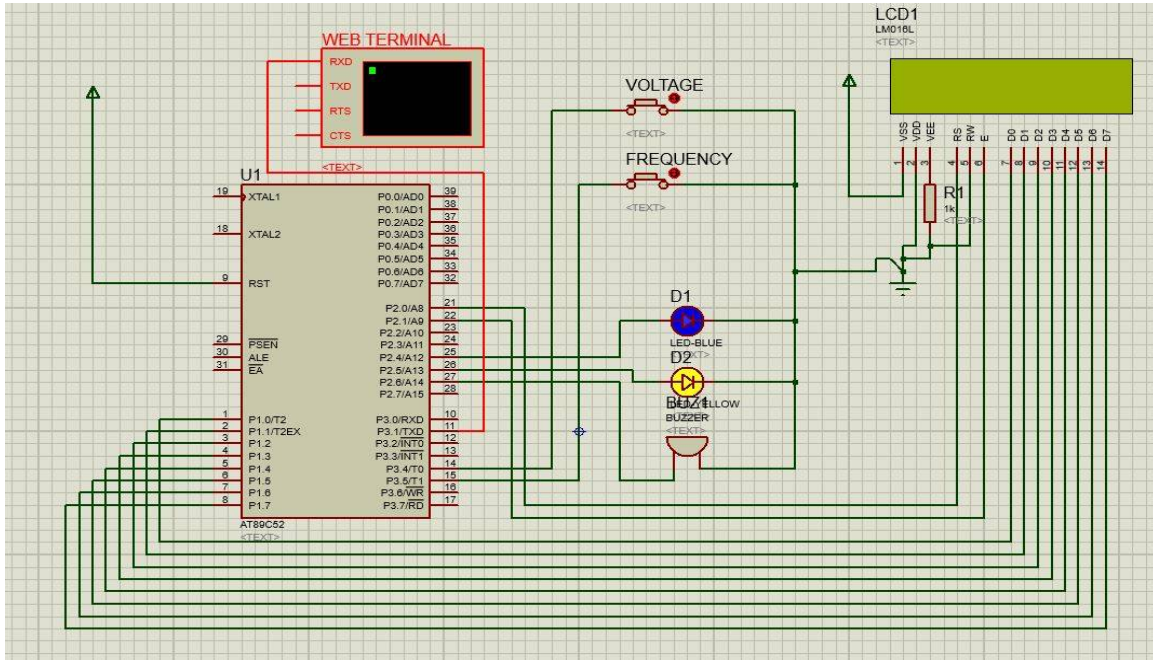 LCD1
LM016L
<TEXT>
VSS
VDD
VEE
RS
RW
E
D0
D1
D2
D3
D4
D5
D6
D7
1
2
3
4
5
6
7
8
9
10
11
12
13
14
WEB TERMINAL
RXD
TXD
RTS
CTS
<TEXT>
VOLTAGE
<TEXT>
FREQUENCY
<TEXT>
R1
1k
<TEXT>
U1
19 XTAL1
18 XTAL2
9 RST
29 PSEN
30 ALE
31 EA
1 P1.0/T2
2 P1.1/T2EX
3 P1.2
4 P1.3
5 P1.4
6 P1.5
7 P1.6
8 P1.7
P0.0/AD0 39
P0.1/AD1 38
P0.2/AD2 37
P0.3/AD3 36
P0.4/AD4 35
P0.5/AD5 34
P0.6/AD6 33
P0.7/AD7 32
P2.0/A8 21
P2.1/A9 22
P2.2/A10 23
P2.3/A11 24
P2.4/A12 25
P2.5/A13 26
P2.6/A14 27
P2.7/A15 28
P3.0/RXD 10
P3.1/TXD 11
P3.2/INT0 12
P3.3/INT1 13
P3.4/T0 14
P3.5/T1 15
P3.6/WR 16
P3.7/RD 17
AT89C52
<TEXT>
D1
LED-BLUE
<TEXT>
D2
LED-YELLOW
BUZ1
BUZZER
<TEXT>